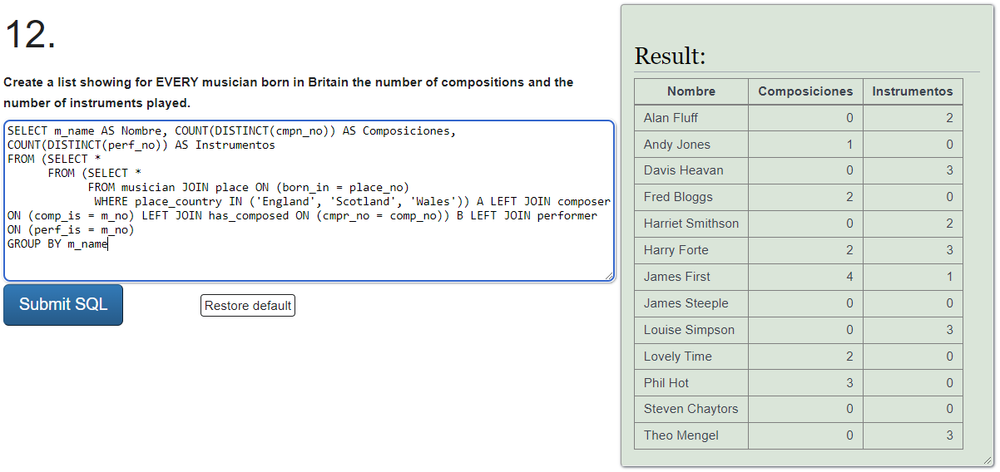 12.
Create a list showing for EVERY musician born in Britain the number of compositions and the
number of instruments played.
SELECT m_name AS Nombre, COUNT(DISTINCT(cmpn_no)) AS Composiciones,
COUNT(DISTINCT(perf_no)) AS Instrumentos
FROM (SELECT *
FROM (SELECT *
FROM musician JOIN place ON (born_in = place_no)
WHERE place_country IN ('England', 'Scotland', 'Wales')) A LEFT JOIN composer
ON (comp_is = m_no) LEFT JOIN has_composed ON (cmpr_no = comp_no)) B LEFT JOIN performer
ON (perf_is = m_no)
GROUP BY m_name
Submit SQL
Restore default
Result:
Nombre Composiciones Instrumentos
Alan Fluff 0 2
Andy Jones 1 0
Davis Heavan 0 3
Fred Bloggs 2 0
Harriet Smithson 0 2
Harry Forte 2 3
James First 4 1
James Steeple 0 0
Louise Simpson 0 3
Lovely Time 2 0
Phil Hot 3 0
Steven Chaytors 0 0
Theo Mengel 0 3